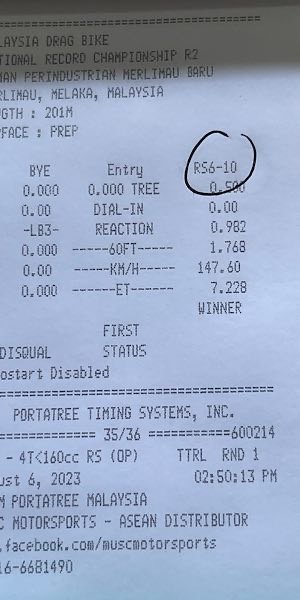 =====================================
LAYSIA DRAG BIKE
TIONAL RECORD CHAMPIONSHIP R2
MAN PERINDUSTRIAN MERLIMAU BARU
RLIMAU, MELAKA, MALAYSIA
NGTH : 201M
RFACE : PREP
BYE Entry RS6-10
0.000 0.000 TREE 0.500
0.00 DIAL-IN 0.00
-LB3- REACTION 0.982
0.000 ------60FT----- 1.768
0.00 ------KM/H----- 147.60
0.000 -------ET------ 7.228
WINNER
FIRST
DISQUAL STATUS
ostart Disabled
=====================================
PORTATREE TIMING SYSTEMS, INC.
============= 35/36 ===========600214
- 4T<160cc RS (OP) TTRL RND 1
ust 6, 2023 02:50:13 PM
M PORTATREE MALAYSIA
C MOTORSPORTS - ASEAN DISTRIBUTOR
.facebook.com/muscmotorsports
16-6681490